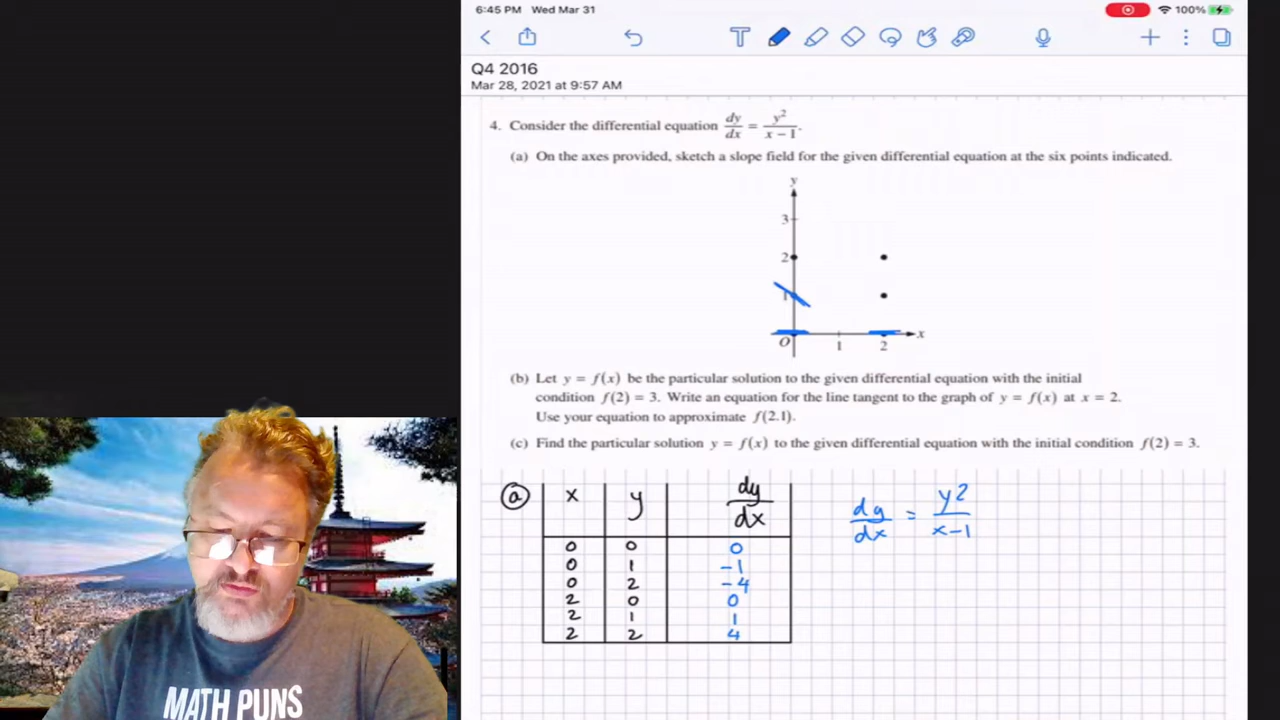 6:45 PM Wed Mar 31
100%
T
Q4 2016
Mar 28, 2021 at 9:57 AM
4. Consider the differential equation dy/dx = y²/(x − 1).
(a) On the axes provided, sketch a slope field for the given differential equation at the six points indicated.
y
3
2
1
O 1 2 x
(b) Let y = f(x) be the particular solution to the given differential equation with the initial
condition f(2) = 3. Write an equation for the line tangent to the graph of y = f(x) at x = 2.
Use your equation to approximate f(2.1).
(c) Find the particular solution y = f(x) to the given differential equation with the initial condition f(2) = 3.
(a) x y dy/dx dy/dx = y2/(x-1)
0 0 0
0 1 -1
0 2 -4
2 0 0
2 1 1
2 2 4
MATH PUNS